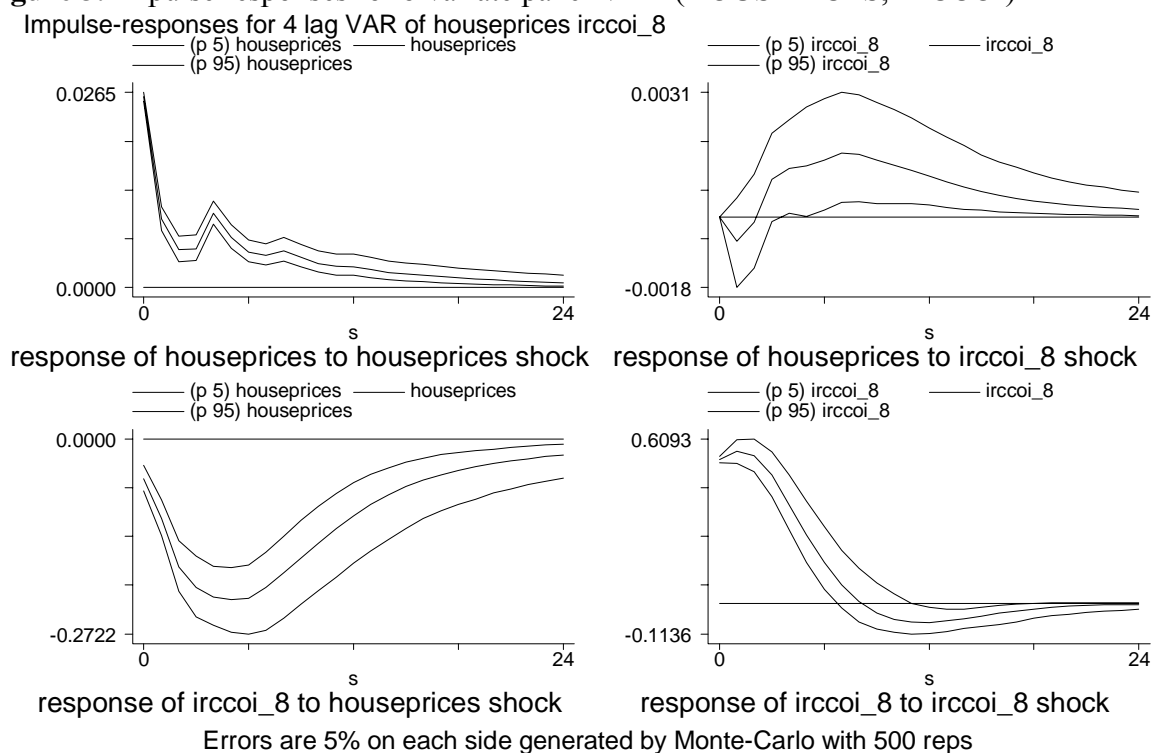 Impulse-responses for 4 lag VAR of houseprices irccoi_8
(p 5) houseprices houseprices
(p 95) houseprices
0.0265
0.0000
0 24
s
response of houseprices to houseprices shock
(p 5) irccoi_8 irccoi_8
(p 95) irccoi_8
0.0031
-0.0018
0 24
s
response of houseprices to irccoi_8 shock
(p 5) houseprices houseprices
(p 95) houseprices
0.0000
-0.2722
0 24
s
response of irccoi_8 to houseprices shock
(p 5) irccoi_8 irccoi_8
(p 95) irccoi_8
0.6093
-0.1136
0 24
s
response of irccoi_8 to irccoi_8 shock
Errors are 5% on each side generated by Monte-Carlo with 500 reps